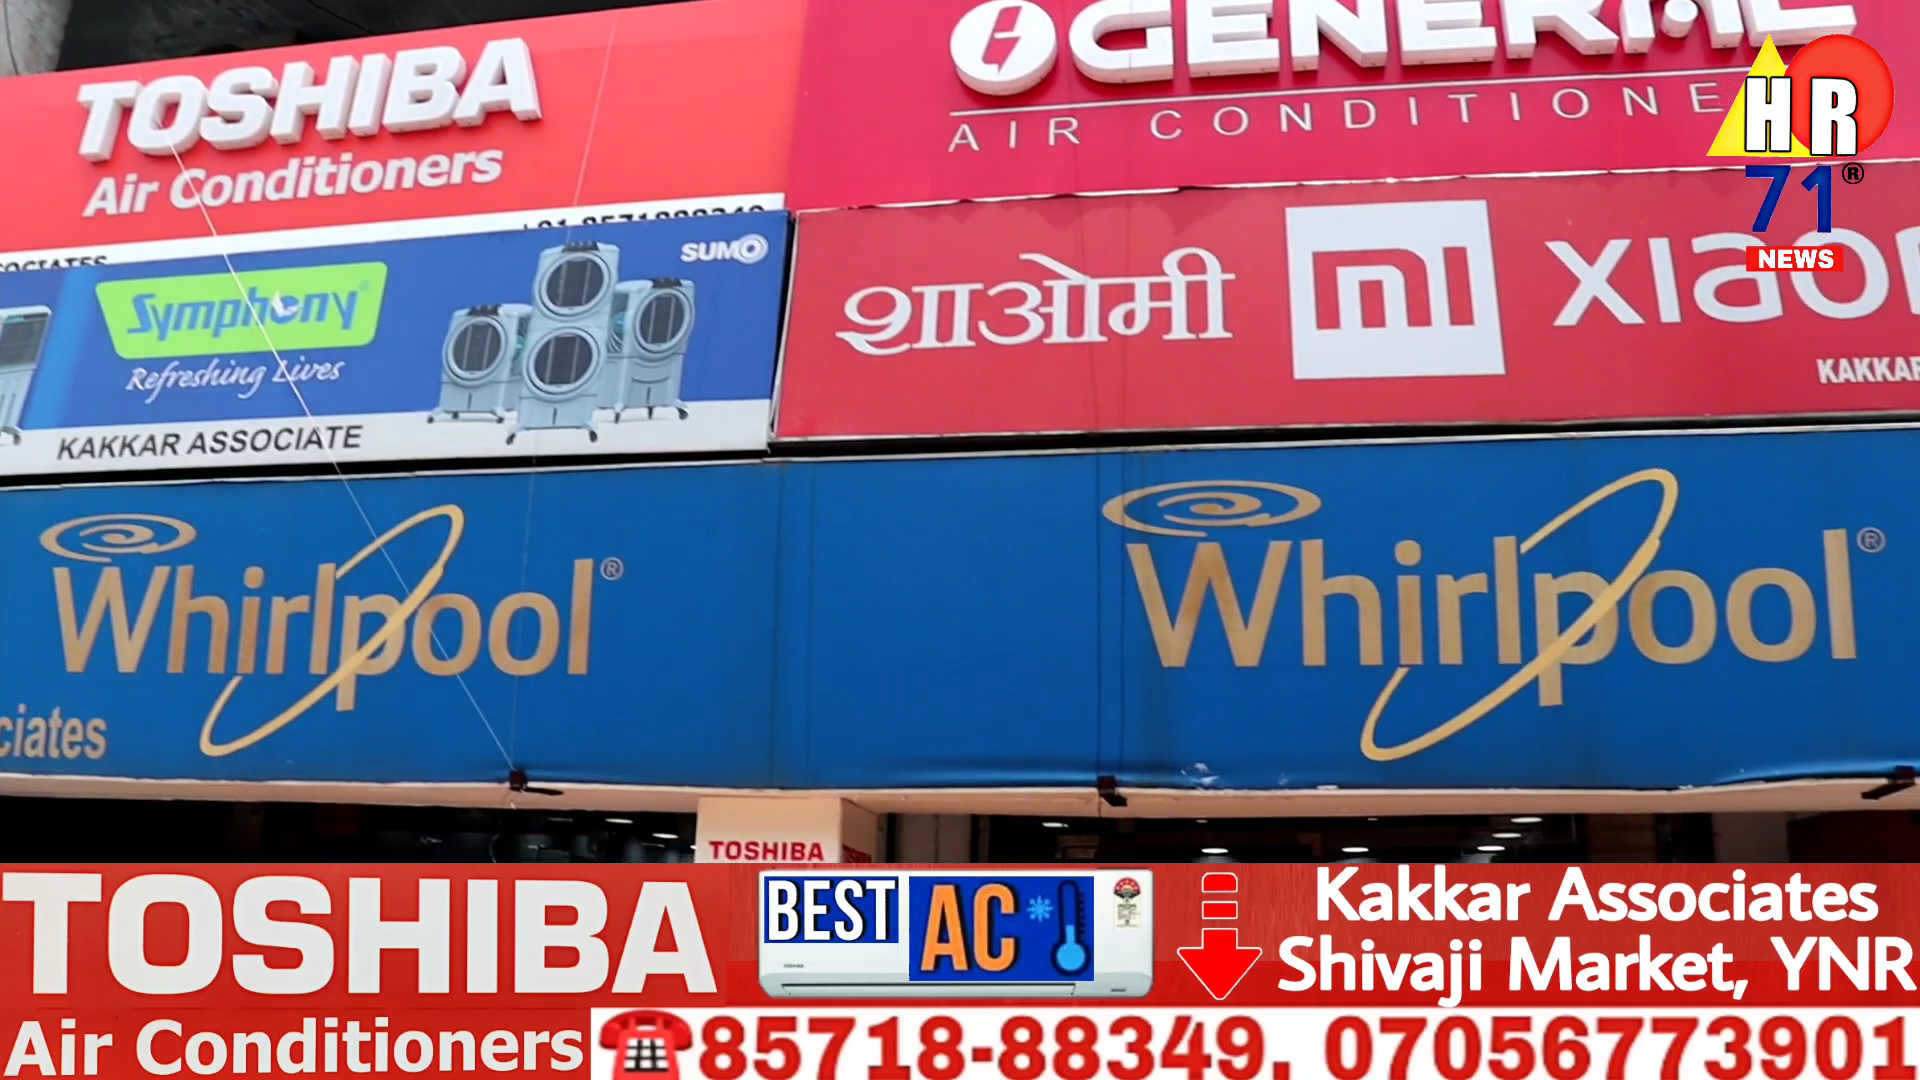 TOSHIBA
Air Conditioners
GENERAL
AIR CONDITIONE
HR
71®
NEWS
Symphony®
Refreshing Lives
SUMO
KAKKAR ASSOCIATE
शाओमी
mi
KAKKAR
Whirlpool®
ciates
Whirlpool®
TOSHIBA
TOSHIBA
Air Conditioners
BEST
AC
Kakkar Associates
Shivaji Market, YNR
85718-88349, 07056773901